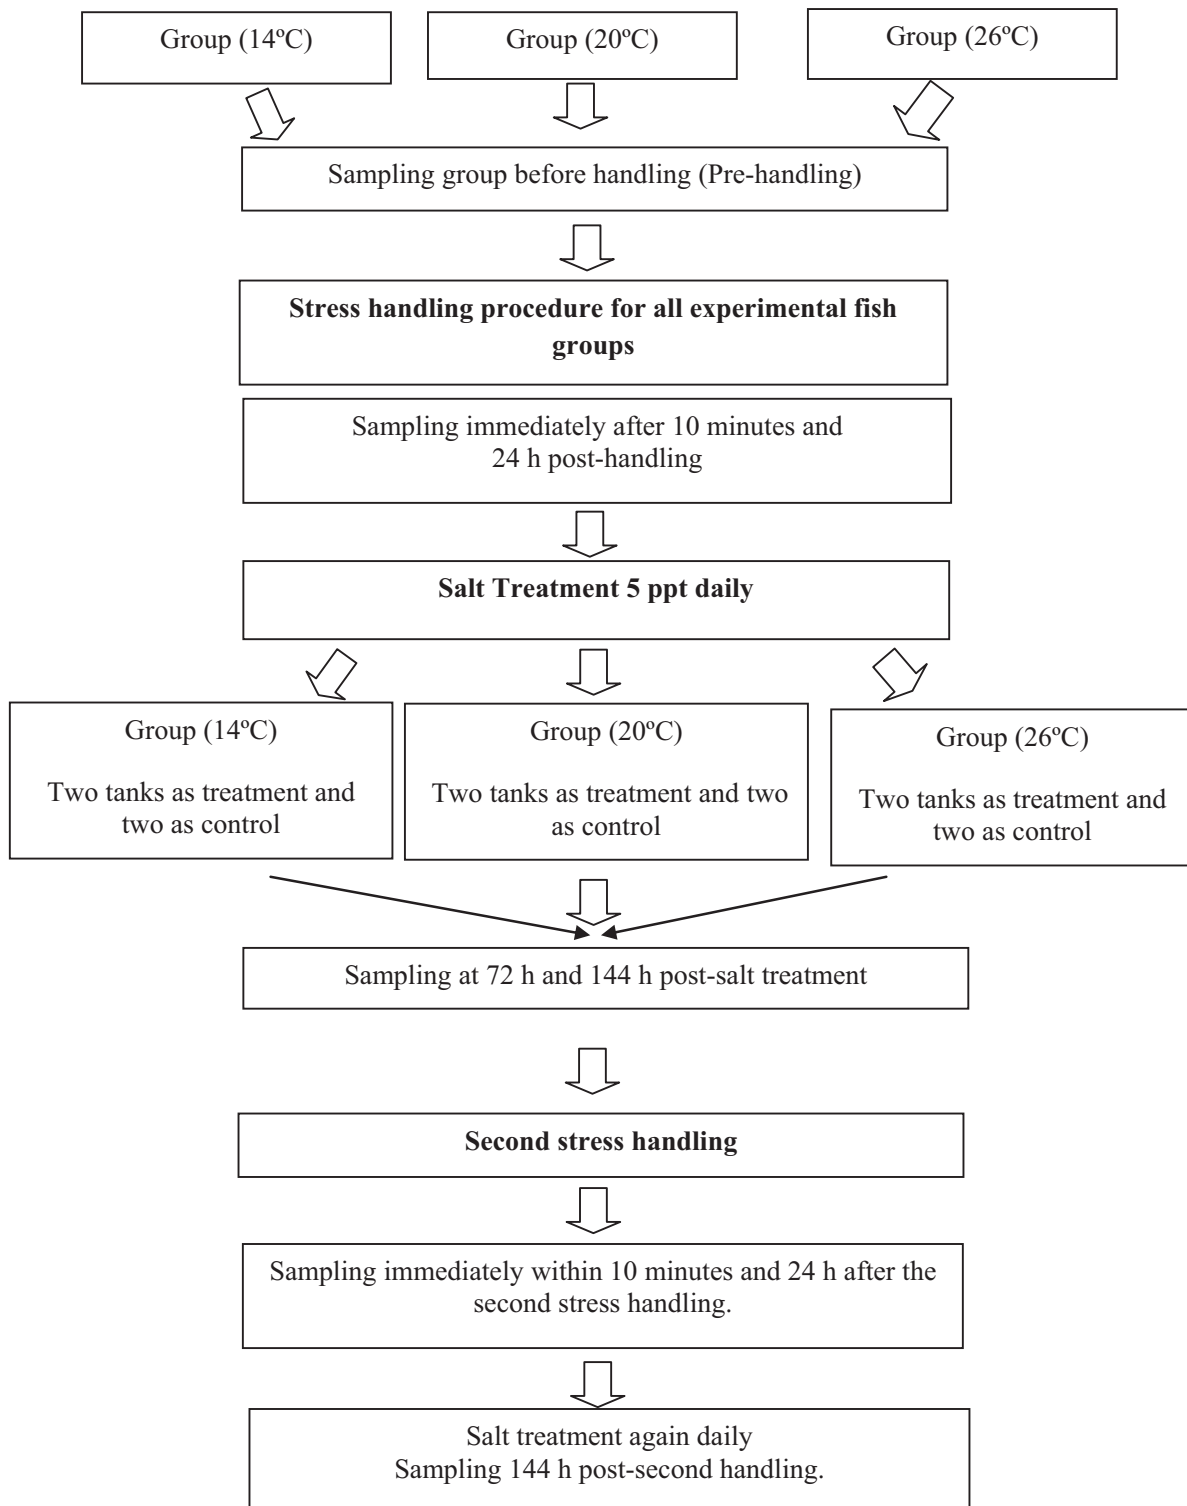 Group (14ºC)
Group (20ºC)
Group (26ºC)
Sampling group before handling (Pre-handling)
Stress handling procedure for all experimental fish
groups
Sampling immediately after 10 minutes and
24 h post-handling
Salt Treatment 5 ppt daily
Group (14ºC)
Two tanks as treatment and
two as control
Group (20ºC)
Two tanks as treatment and two
as control
Group (26ºC)
Two tanks as treatment and
two as control
Sampling at 72 h and 144 h post-salt treatment
Second stress handling
Sampling immediately within 10 minutes and 24 h after the
second stress handling.
Salt treatment again daily
Sampling 144 h post-second handling.